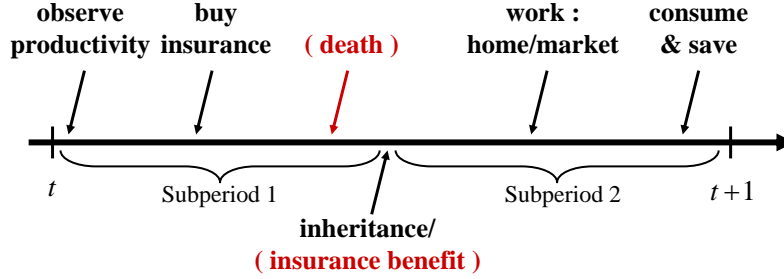 observe
productivity
buy
insurance
( death )
work :
home/market
consume
& save
t
Subperiod 1
Subperiod 2
t+1
inheritance/
( insurance benefit )